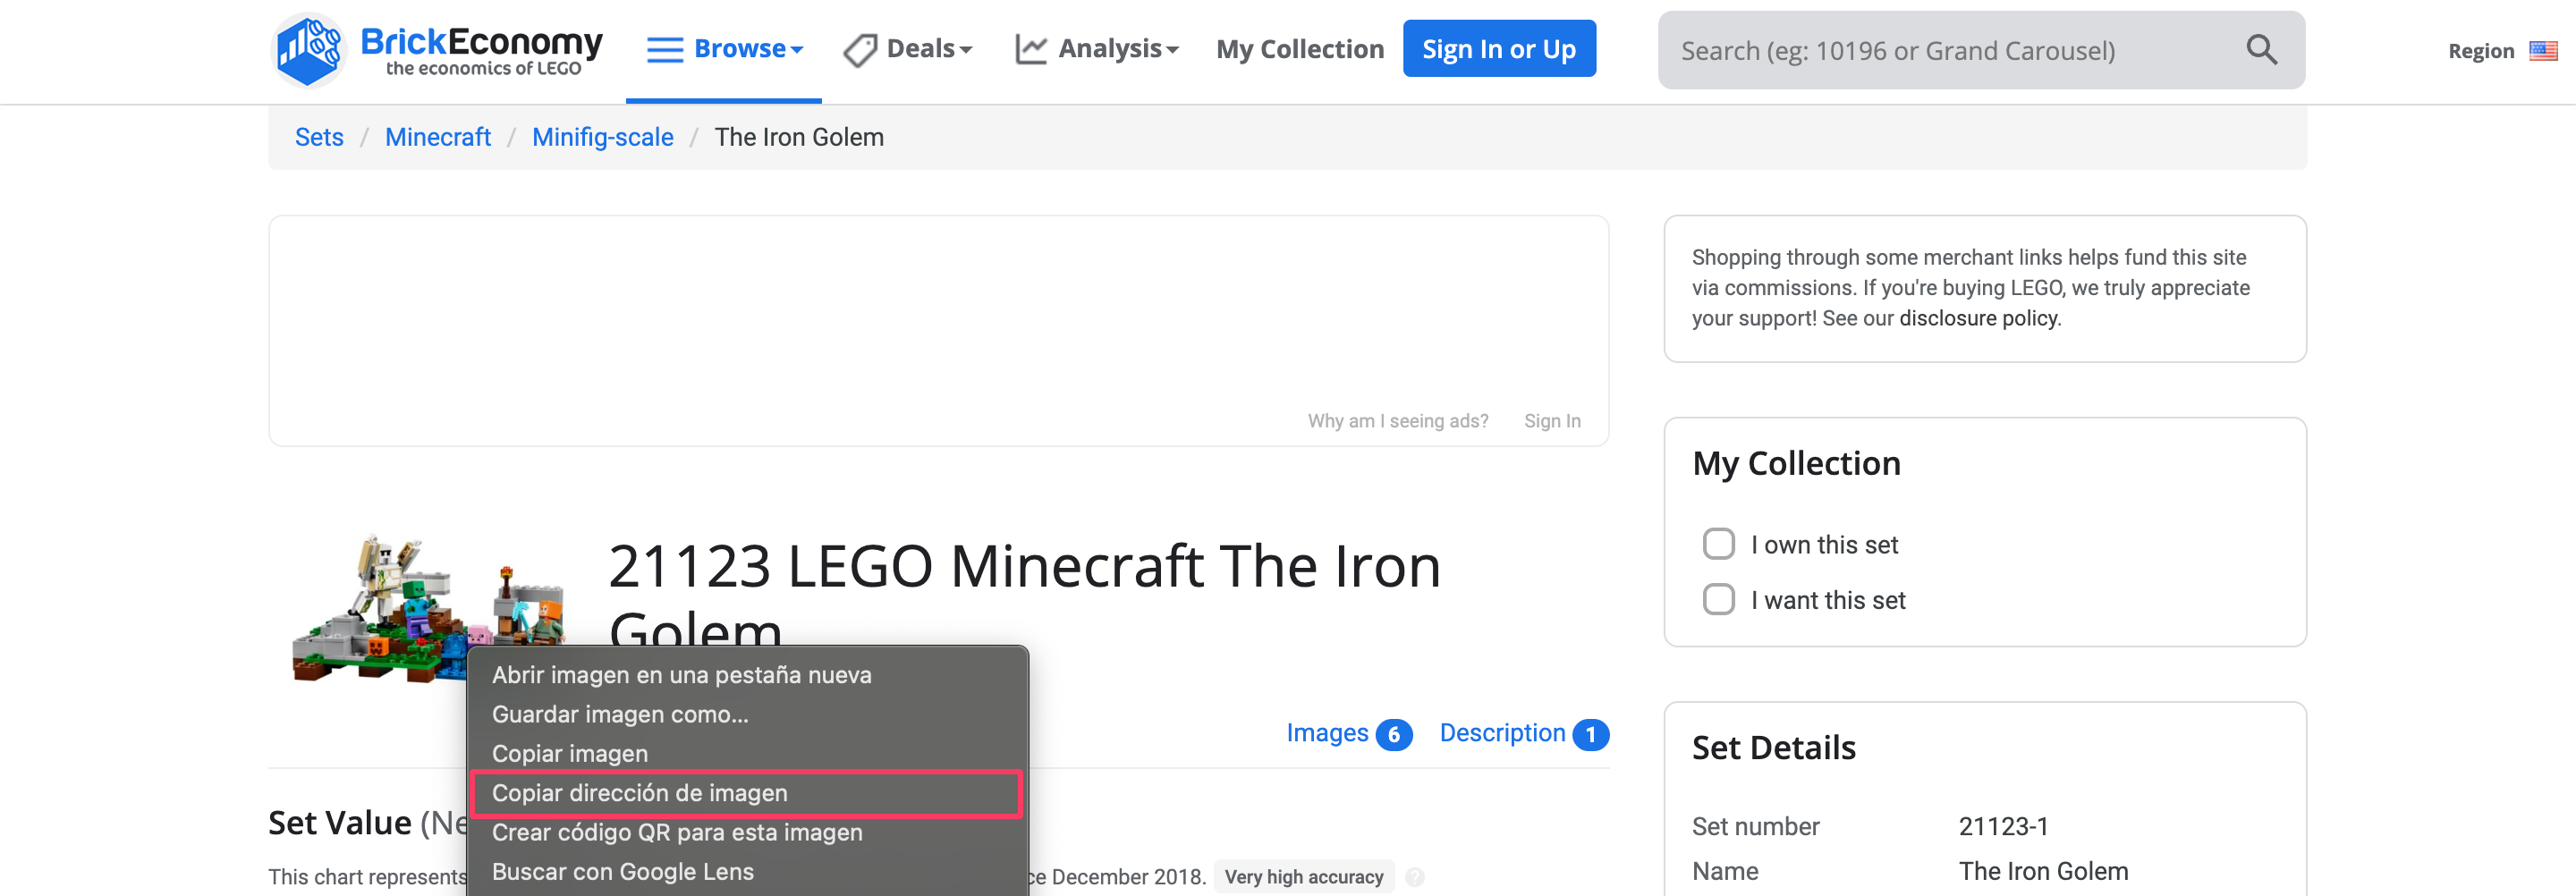 BrickEconomy
the economics of LEGO
Browse
Deals
Analysis
My Collection
Sign In or Up
Search (eg: 10196 or Grand Carousel)
Region
Sets / Minecraft / Minifig-scale / The Iron Golem
Why am I seeing ads?
Sign In
Shopping through some merchant links helps fund this site
via commissions. If you're buying LEGO, we truly appreciate
your support! See our disclosure policy.
My Collection
I own this set
I want this set
21123 LEGO Minecraft The Iron
Golem
Abrir imagen en una pestaña nueva
Guardar imagen como...
Copiar imagen
Copiar dirección de imagen
Crear código QR para esta imagen
Buscar con Google Lens
Images 6
Description 1
Set Value (Ne
This chart represents
ce December 2018.
Very high accuracy
?
Set Details
Set number 21123-1
Name The Iron Golem